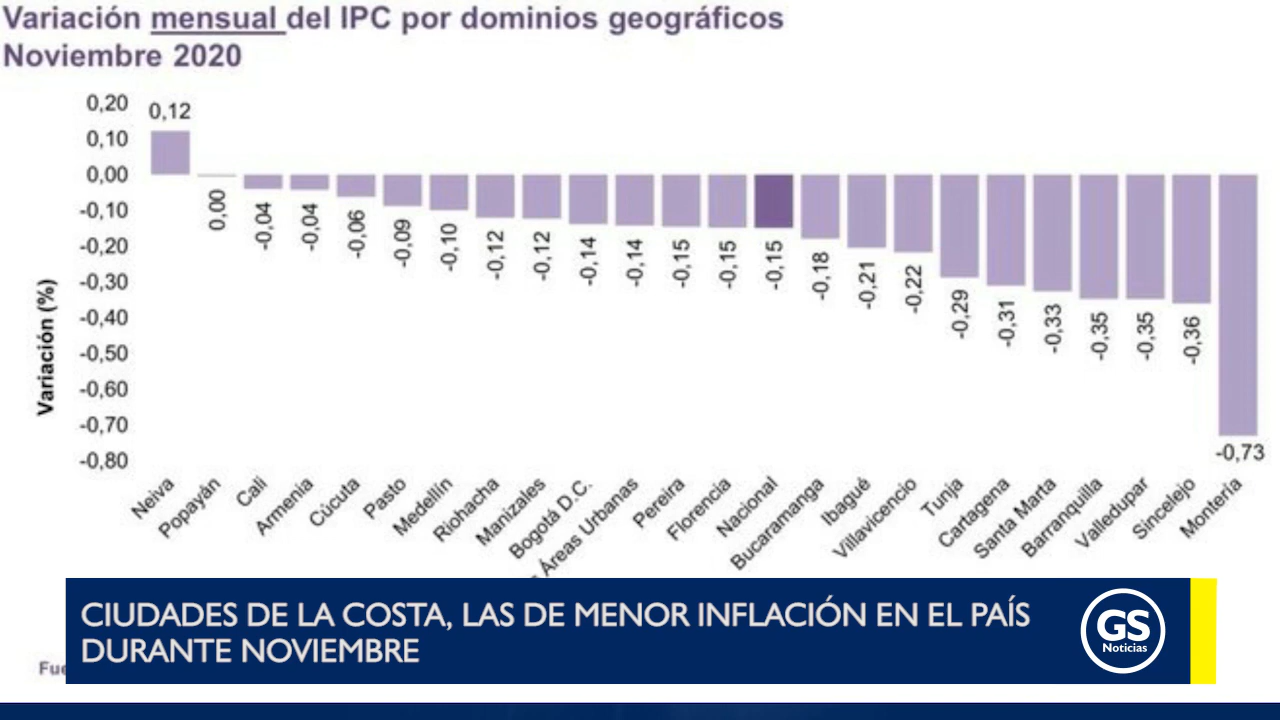 Variación mensual del IPC por dominios geográficos
Noviembre 2020
0,20
0,10
0,00
-0,10
-0,20
-0,30
-0,40
-0,50
-0,60
-0,70
-0,80
Variación (%)
0,12
0,00
-0,04
-0,04
-0,06
-0,09
-0,10
-0,12
-0,12
-0,14
-0,14
-0,15
-0,15
-0,15
-0,18
-0,21
-0,22
-0,29
-0,31
-0,33
-0,35
-0,35
-0,36
-0,73
Neiva
Popayán
Cali
Armenia
Cúcuta
Pasto
Medellín
Riohacha
Manizales
Bogotá D.C.
Áreas Urbanas
Pereira
Florencia
Nacional
Bucaramanga
Ibagué
Villavicencio
Tunja
Cartagena
Santa Marta
Barranquilla
Valledupar
Sincelejo
Montería
CIUDADES DE LA COSTA, LAS DE MENOR INFLACIÓN EN EL PAÍS
DURANTE NOVIEMBRE
GS
Noticias